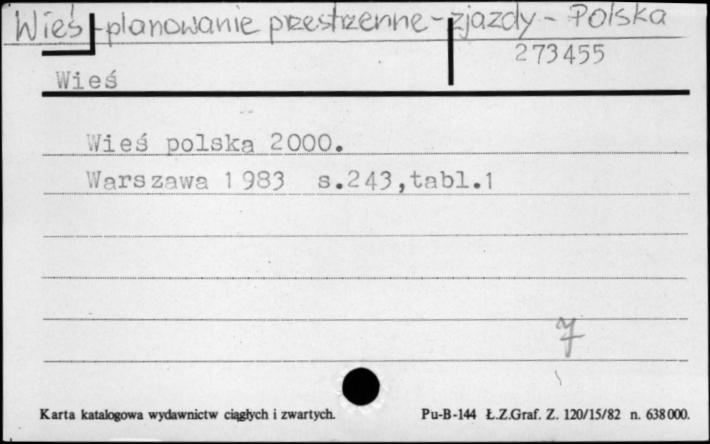 Wieś - planowanie przestrzenne - zjazdy - Polska
273455
Wieś
Wieś polska 2000.
Warszawa 1983 s.243,tabl.1
7
Karta katalogowa wydawnictw ciągłych i zwartych. Pu-B-144 Ł.Z.Graf. Z. 120/15/82 n. 638000.